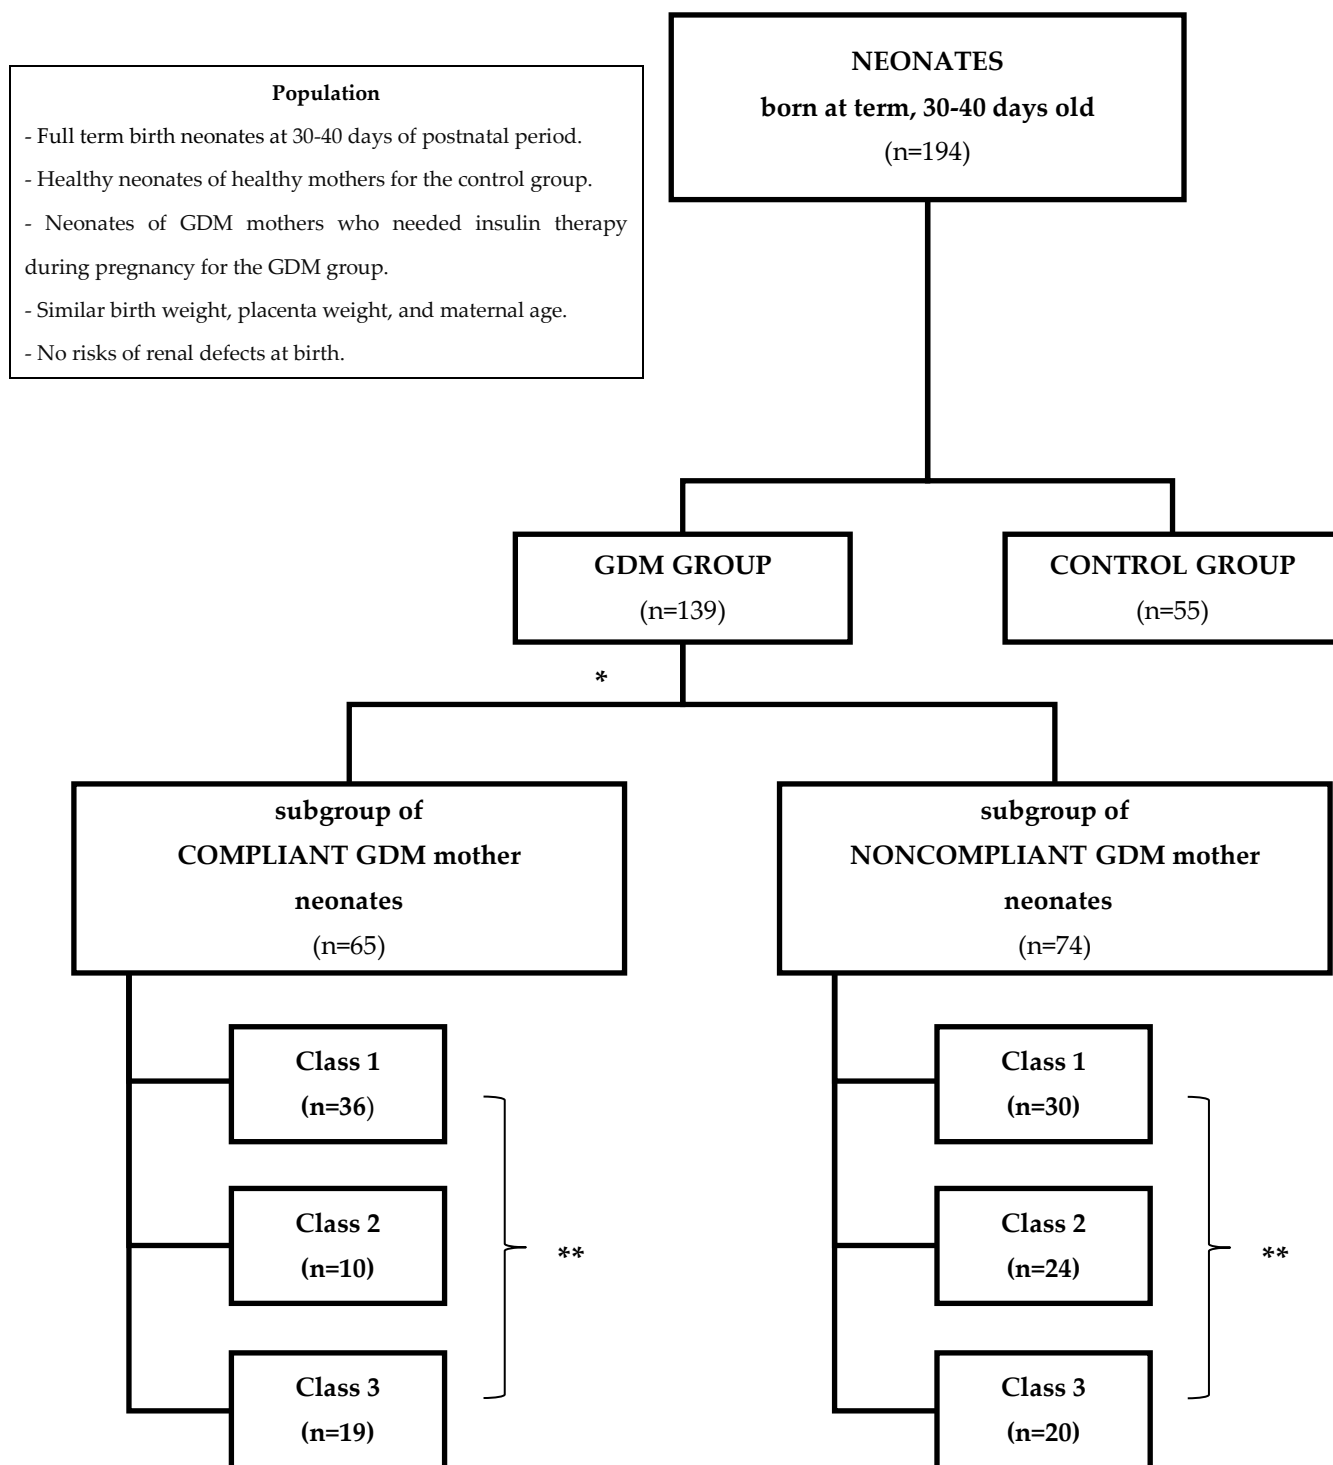 NEONATES
born at term, 30-40 days old
(n=194)
Population
- Full term birth neonates at 30-40 days of postnatal period.
- Healthy neonates of healthy mothers for the control group.
- Neonates of GDM mothers who needed insulin therapy
during pregnancy for the GDM group.
- Similar birth weight, placenta weight, and maternal age.
- No risks of renal defects at birth.
GDM GROUP
(n=139)
CONTROL GROUP
(n=55)
*
subgroup of
COMPLIANT GDM mother
neonates
(n=65)
subgroup of
NONCOMPLIANT GDM mother
neonates
(n=74)
Class 1
(n=36)
Class 2
(n=10)
Class 3
(n=19)
**
Class 1
(n=30)
Class 2
(n=24)
Class 3
(n=20)
**